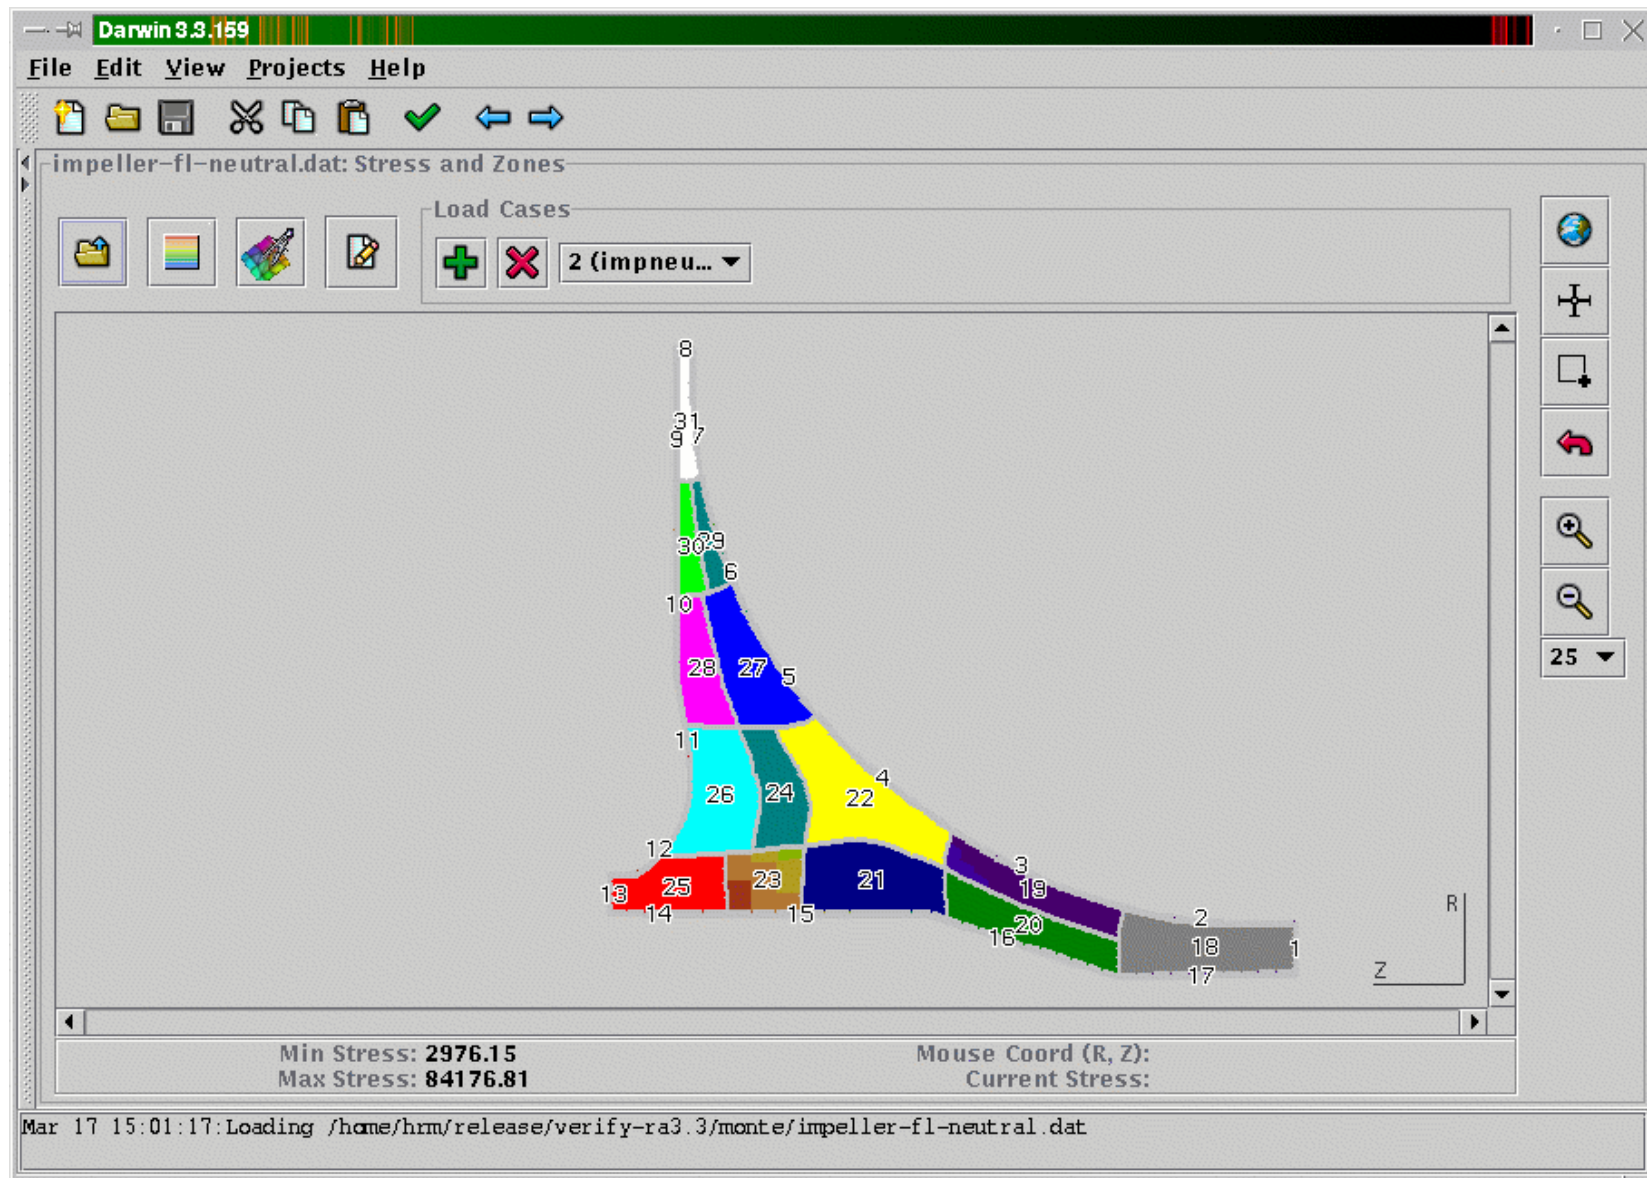 Darwin 3.3.159
File Edit View Projects Help
impeller-fl-neutral.dat: Stress and Zones
Load Cases
2 (impneu...
25
8
31
9 7
29
30
6
10
28 27 5
11
4
26 24 22
12
3
13 25 23 21 19
14 15
20 2
16
18 1
17
R
Z
Min Stress: 2976.15
Mouse Coord (R, Z):
Max Stress: 84176.81
Current Stress:
Mar 17 15:01:17:Loading /home/hrm/release/verify-ra3.3/monte/impeller-fl-neutral.dat